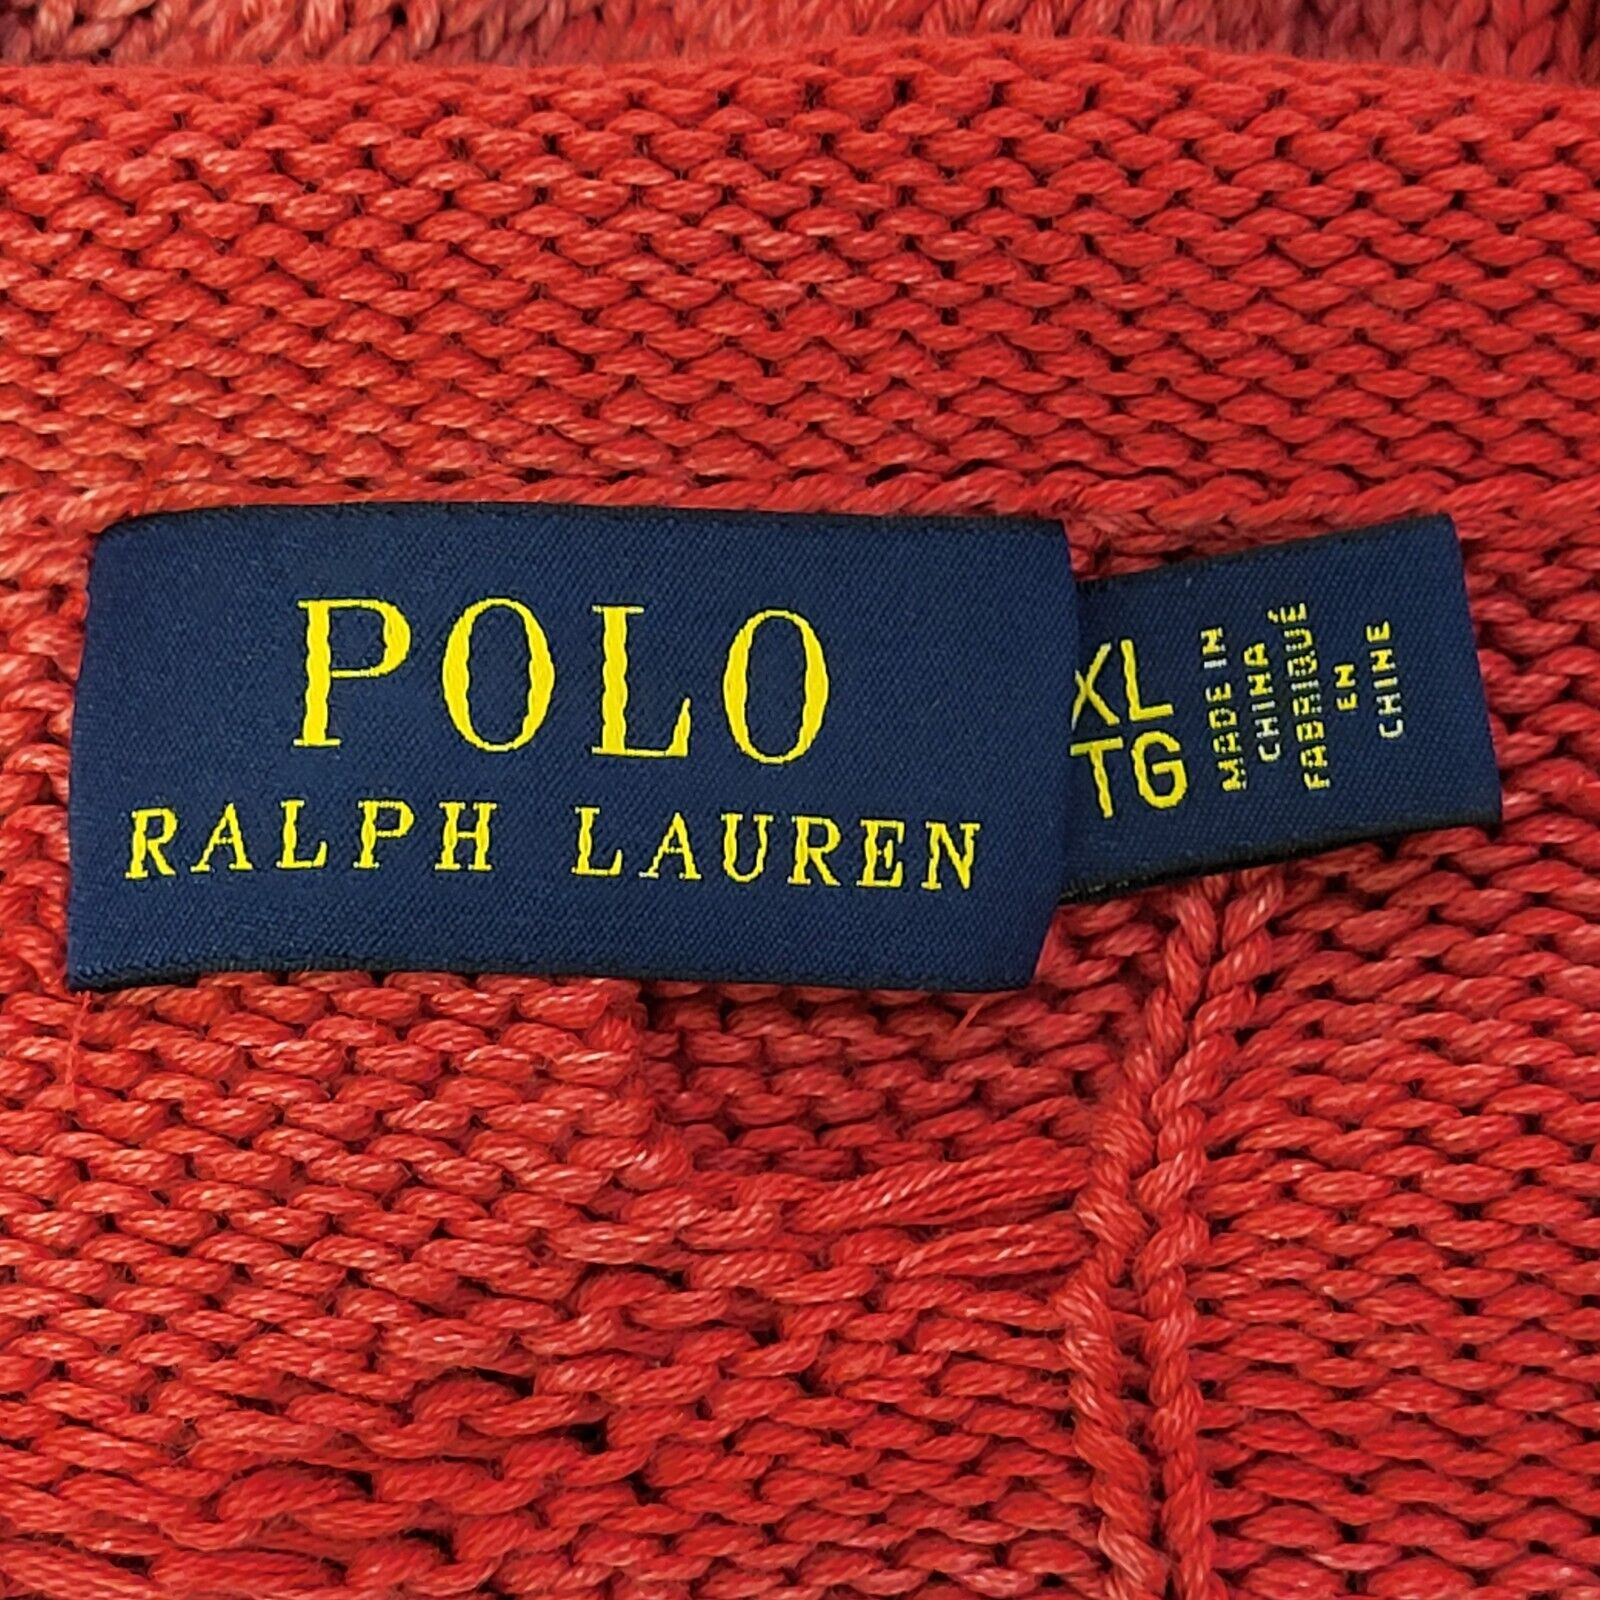 POLO
RALPH LAUREN
XL
TG
MADE IN
CHINA
FABRIQUÉ
EN
CHINE